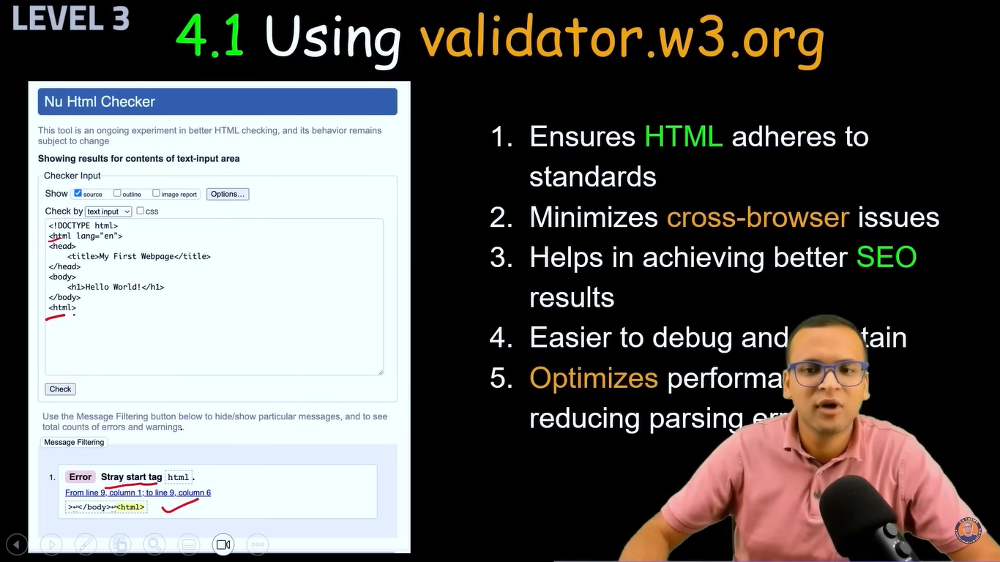 LEVEL 3
4.1 Using validator.w3.org
Nu Html Checker
This tool is an ongoing experiment in better HTML checking, and its behavior remains
subject to change
Showing results for contents of text-input area
Checker Input
Show source outline image report Options...
Check by text input css
<!DOCTYPE html>
<html lang="en">
<head>
<title>My First Webpage</title>
</head>
<body>
<h1>Hello World!</h1>
</body>
<html>
Check
Use the Message Filtering button below to hide/show particular messages, and to see
total counts of errors and warnings.
Message Filtering
1. Error Stray start tag html.
From line 9, column 1; to line 9, column 6
>↩</body>↩<html>
1. Ensures HTML adheres to
standards
2. Minimizes cross-browser issues
3. Helps in achieving better SEO
results
4. Easier to debug and
5. Optimizes
reducing parsing